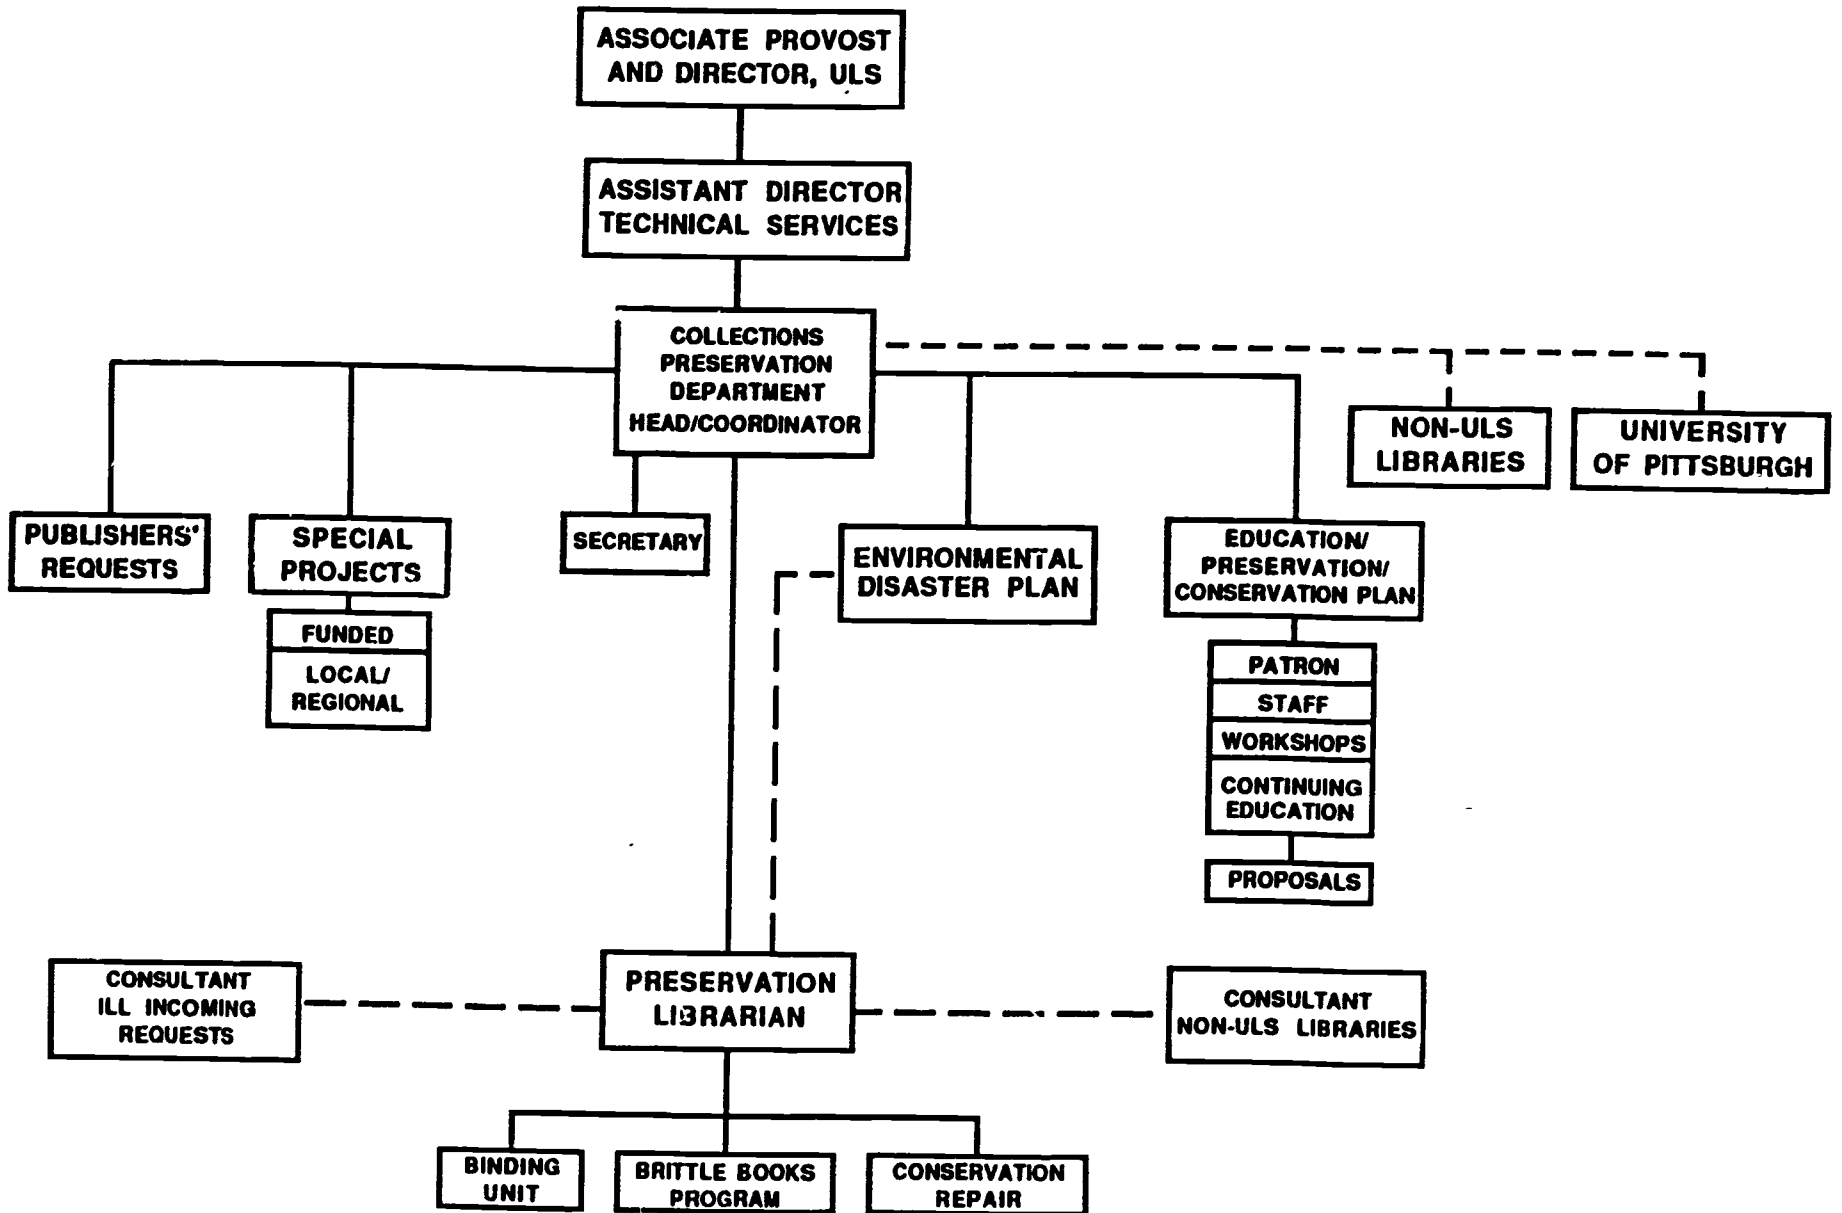 ASSOCIATE PROVOST
AND DIRECTOR, ULS
ASSISTANT DIRECTOR
TECHNICAL SERVICES
COLLECTIONS
PRESERVATION
DEPARTMENT
HEAD/COORDINATOR
NON-ULS
LIBRARIES
UNIVERSITY
OF PITTSBURGH
PUBLISHERS'
REQUESTS
SPECIAL
PROJECTS
FUNDED
LOCAL/
REGIONAL
SECRETARY
ENVIRONMENTAL
DISASTER PLAN
EDUCATION/
PRESERVATION/
CONSERVATION PLAN
PATRON
STAFF
WORKSHOPS
CONTINUING
EDUCATION
PROPOSALS
CONSULTANT
ILL INCOMING
REQUESTS
PRESERVATION
LIBRARIAN
CONSULTANT
NON-ULS LIBRARIES
BINDING
UNIT
BRITTLE BOOKS
PROGRAM
CONSERVATION
REPAIR